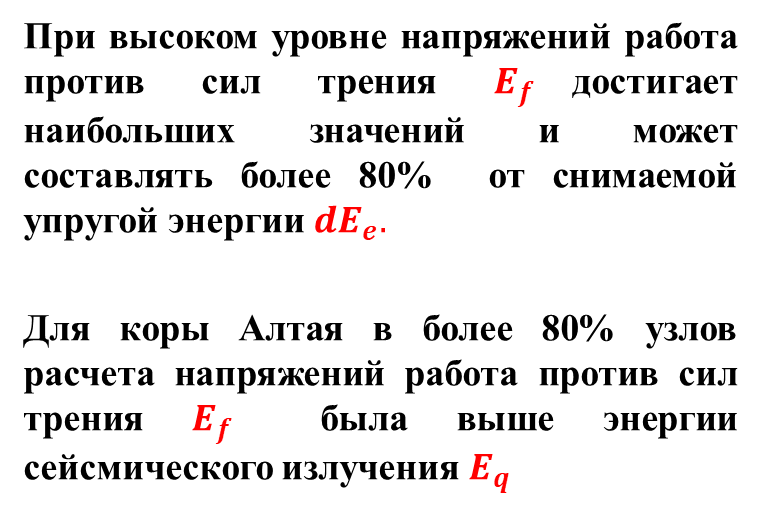 При высоком уровне напряжений работа
против сил трения E_f достигает
наибольших значений и может
составлять более 80% от снимаемой
упругой энергии dE_e.
Для коры Алтая в более 80% узлов
расчета напряжений работа против сил
трения E_f была выше энергии
сейсмического излучения E_q